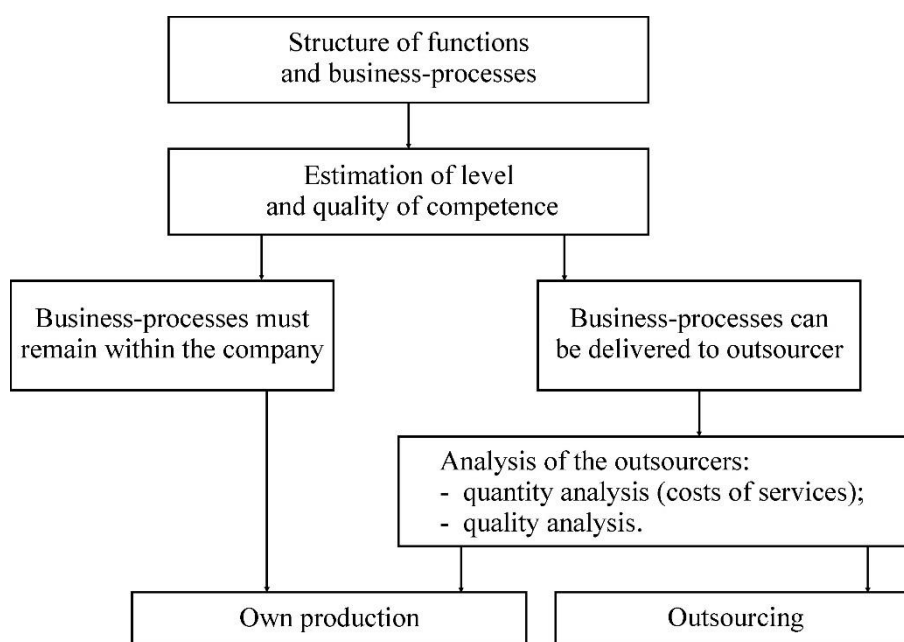 Structure of functions
and business-processes
Estimation of level
and quality of competence
Business-processes must
remain within the company
Business-processes can
be delivered to outsourcer
Analysis of the outsourcers:
- quantity analysis (costs of services);
- quality analysis.
Own production
Outsourcing